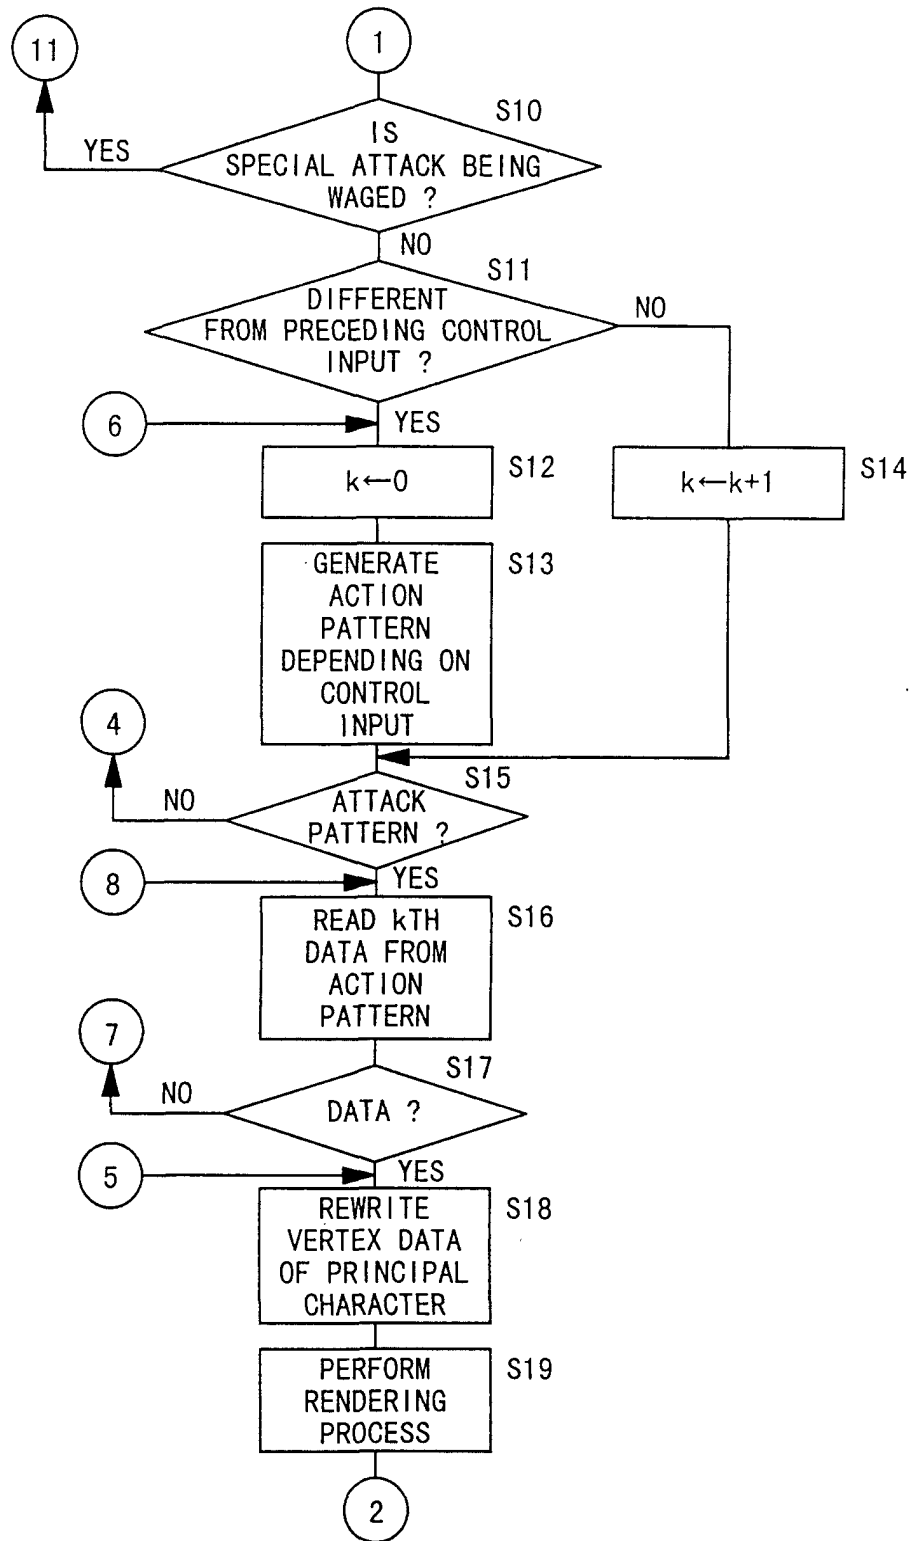 11
1
S10
IS
SPECIAL ATTACK BEING
WAGED ?
YES
NO
S11
DIFFERENT
FROM PRECEDING CONTROL
INPUT ?
NO
6
YES
k←0
S12
k←k+1
S14
GENERATE
ACTION
PATTERN
DEPENDING ON
CONTROL
INPUT
S13
4
S15
NO
ATTACK
PATTERN ?
8
YES
READ kTH
DATA FROM
ACTION
PATTERN
S16
7
S17
NO
DATA ?
5
YES
REWRITE
VERTEX DATA
OF PRINCIPAL
CHARACTER
S18
PERFORM
RENDERING
PROCESS
S19
2